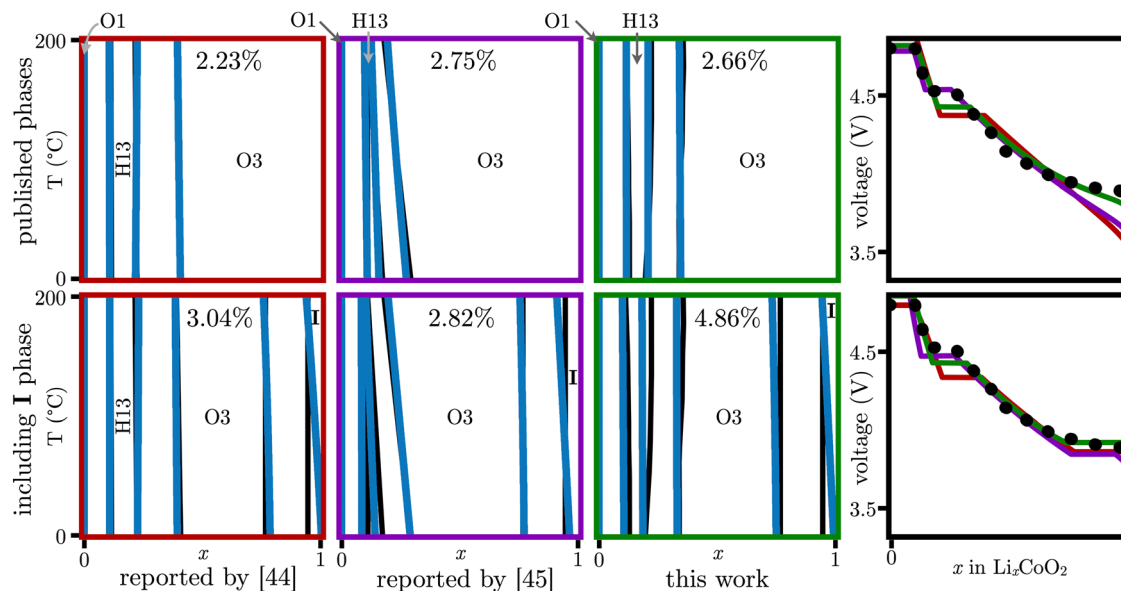 O1
O1
H13
O1
H13
published phases
T (°C)
200
0
2.23%
H13
O3
2.75%
O3
2.66%
O3
voltage (V)
4.5
3.5
including I phase
T (°C)
200
0
3.04%
I
H13
O3
2.82%
I
O3
4.86%
I
O3
voltage (V)
4.5
3.5
0
x
1
0
x
1
0
x
1
0
reported by [44]
reported by [45]
this work
x in LixCoO2